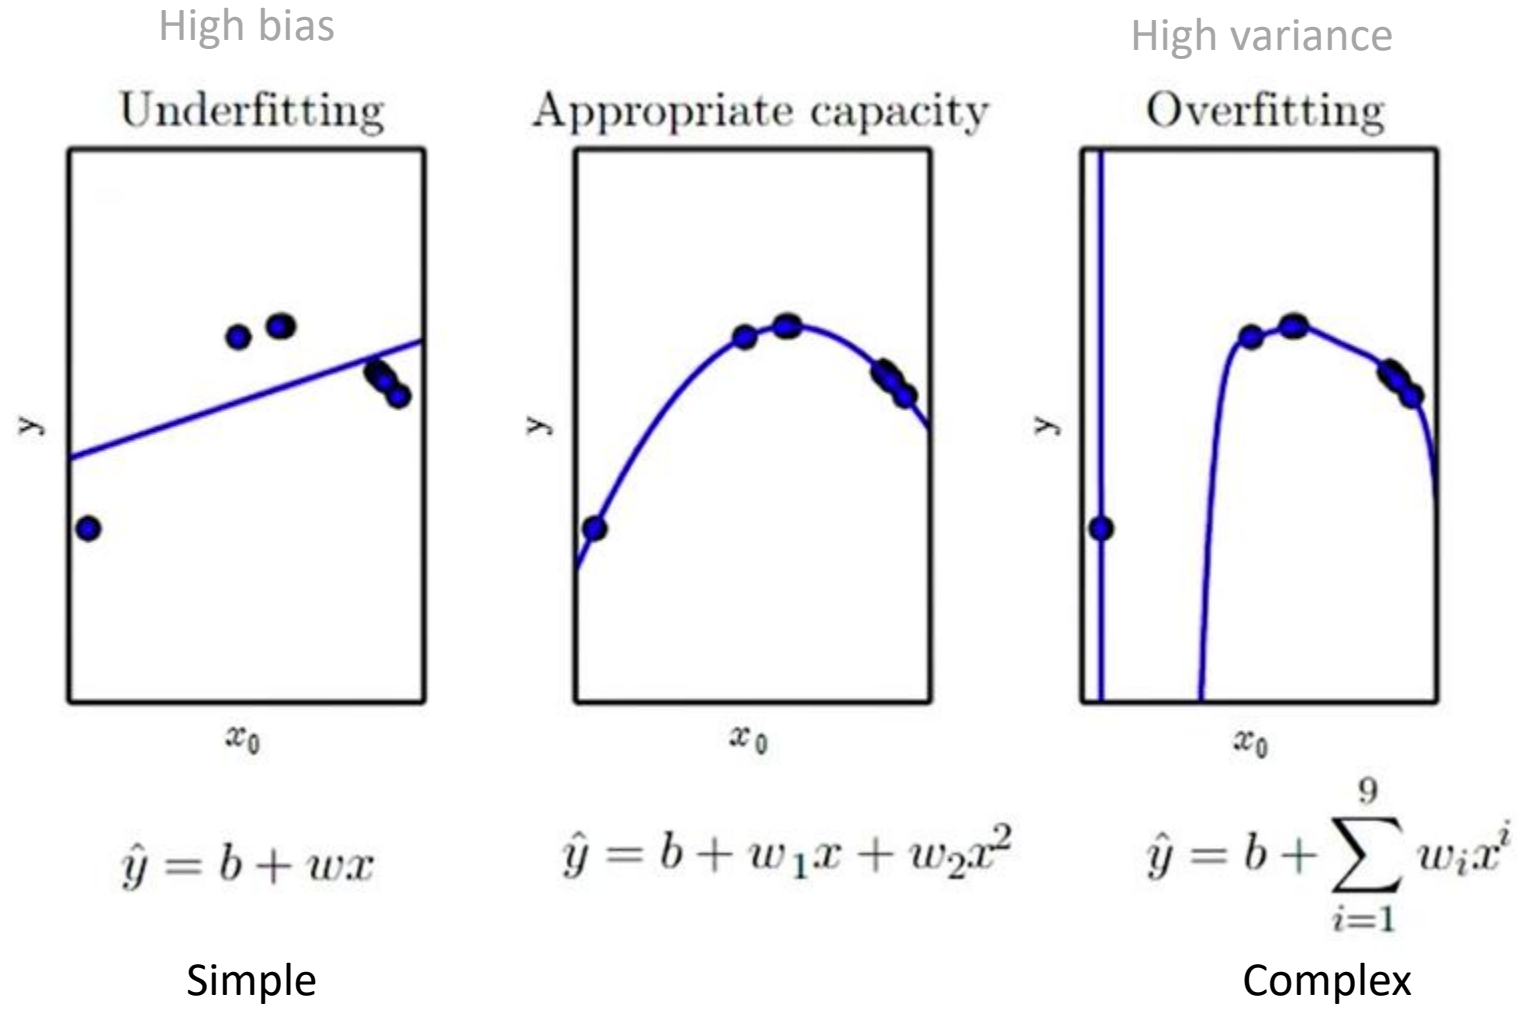 High bias
High variance
Underfitting
Appropriate capacity
Overfitting
y
y
y
x₀
x₀
x₀
ŷ = b + wx
ŷ = b + w₁x + w₂x²
ŷ = b + ∑_{i=1}^{9} wᵢxⁱ
Simple
Complex